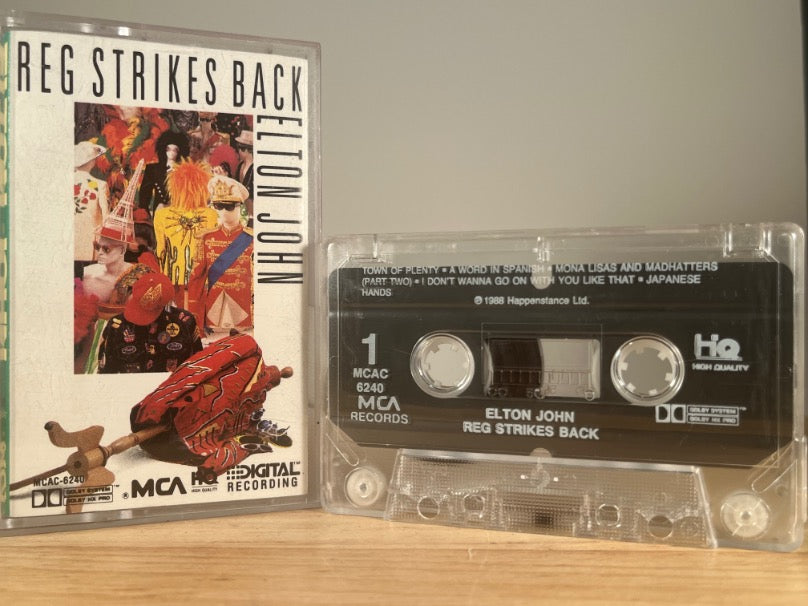 REG STRIKES BACK
ELTON JOHN
MCAC-6240
DOLBY SYSTEM
DOLBY HX PRO
MCA
HQ
HIGH QUALITY
DIGITAL
RECORDING
TOWN OF PLENTY • A WORD IN SPANISH • MONA LISAS AND MADHATTERS
(PART TWO) • I DON'T WANNA GO ON WITH YOU LIKE THAT • JAPANESE
HANDS
℗ 1988 Happenstance Ltd.
1
MCAC
6240
MCA
RECORDS
HQ
HIGH QUALITY
DOLBY SYSTEM
DOLBY HX PRO
ELTON JOHN
REG STRIKES BACK